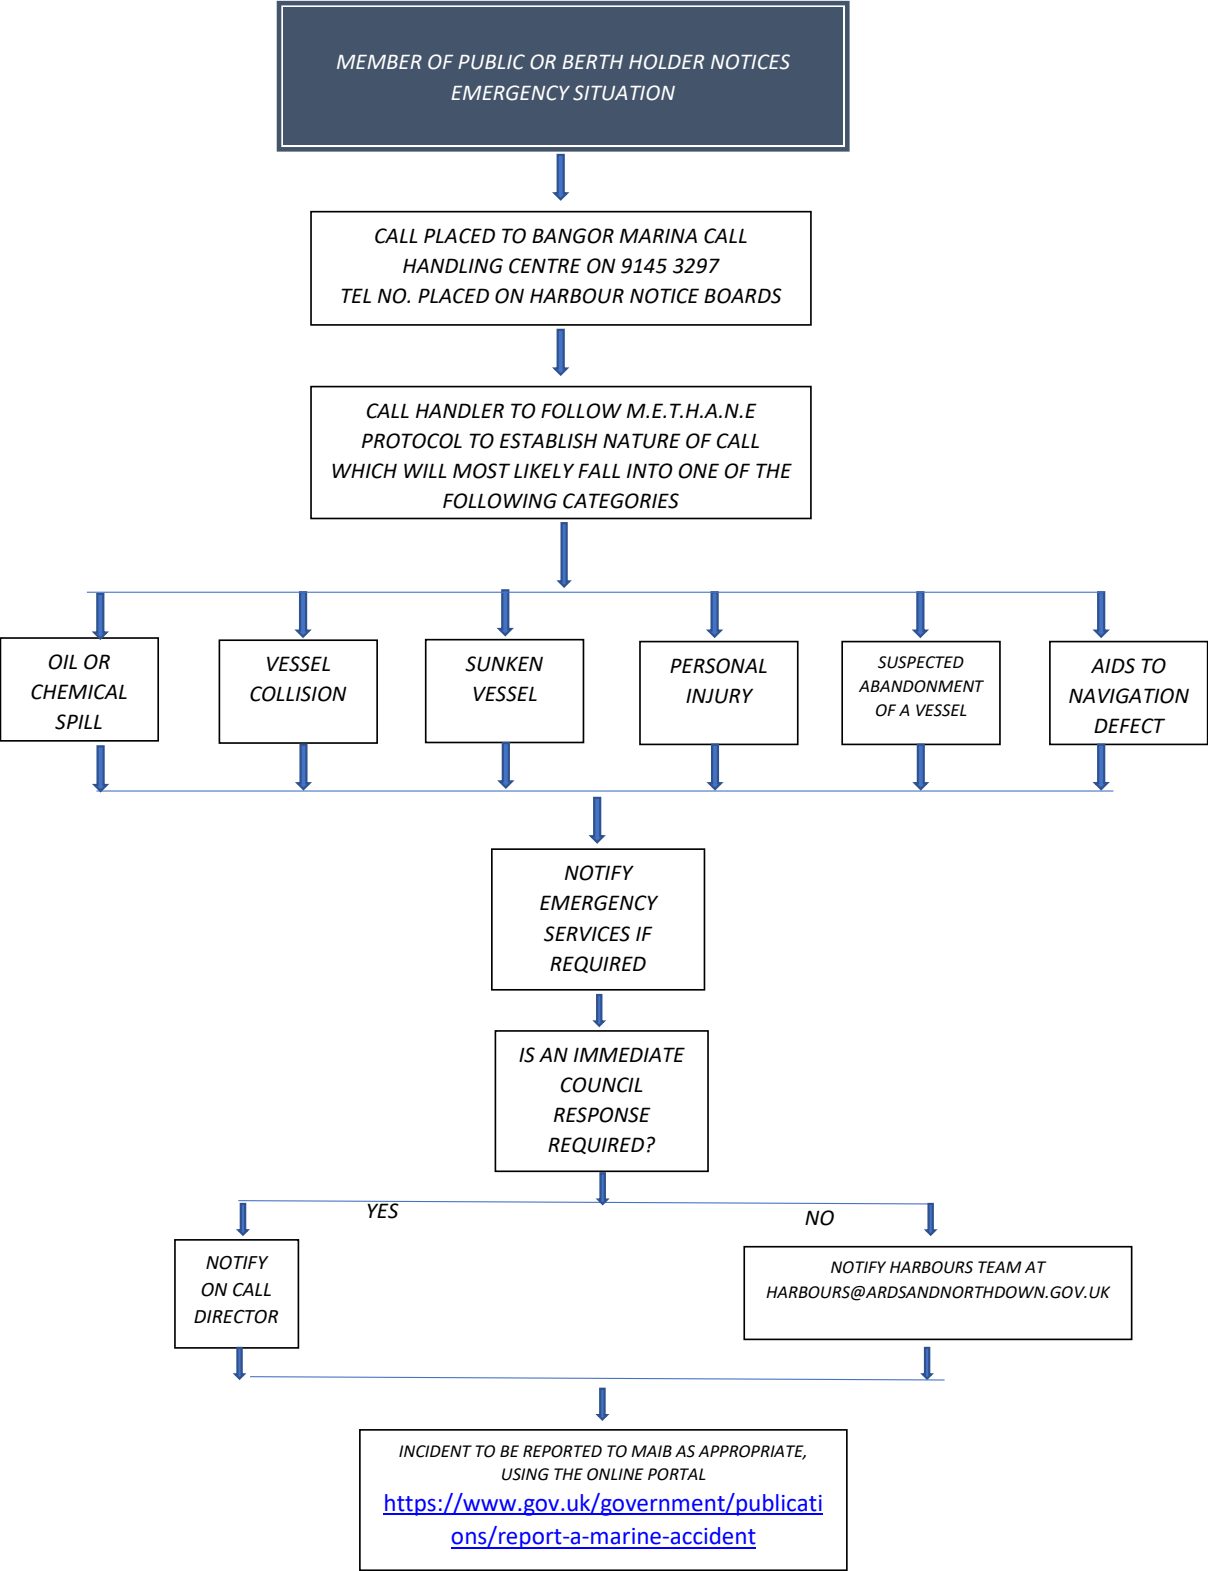 MEMBER OF PUBLIC OR BERTH HOLDER NOTICES
EMERGENCY SITUATION
CALL PLACED TO BANGOR MARINA CALL
HANDLING CENTRE ON 9145 3297
TEL NO. PLACED ON HARBOUR NOTICE BOARDS
CALL HANDLER TO FOLLOW M.E.T.H.A.N.E
PROTOCOL TO ESTABLISH NATURE OF CALL
WHICH WILL MOST LIKELY FALL INTO ONE OF THE
FOLLOWING CATEGORIES
OIL OR
CHEMICAL
SPILL
VESSEL
COLLISION
SUNKEN
VESSEL
PERSONAL
INJURY
SUSPECTED
ABANDONMENT
OF A VESSEL
AIDS TO
NAVIGATION
DEFECT
NOTIFY
EMERGENCY
SERVICES IF
REQUIRED
IS AN IMMEDIATE
COUNCIL
RESPONSE
REQUIRED?
YES
NO
NOTIFY
ON CALL
DIRECTOR
NOTIFY HARBOURS TEAM AT
HARBOURS@ARDSANDNORTHDOWN.GOV.UK
INCIDENT TO BE REPORTED TO MAIB AS APPROPRIATE,
USING THE ONLINE PORTAL
https://www.gov.uk/government/publicati
ons/report-a-marine-accident